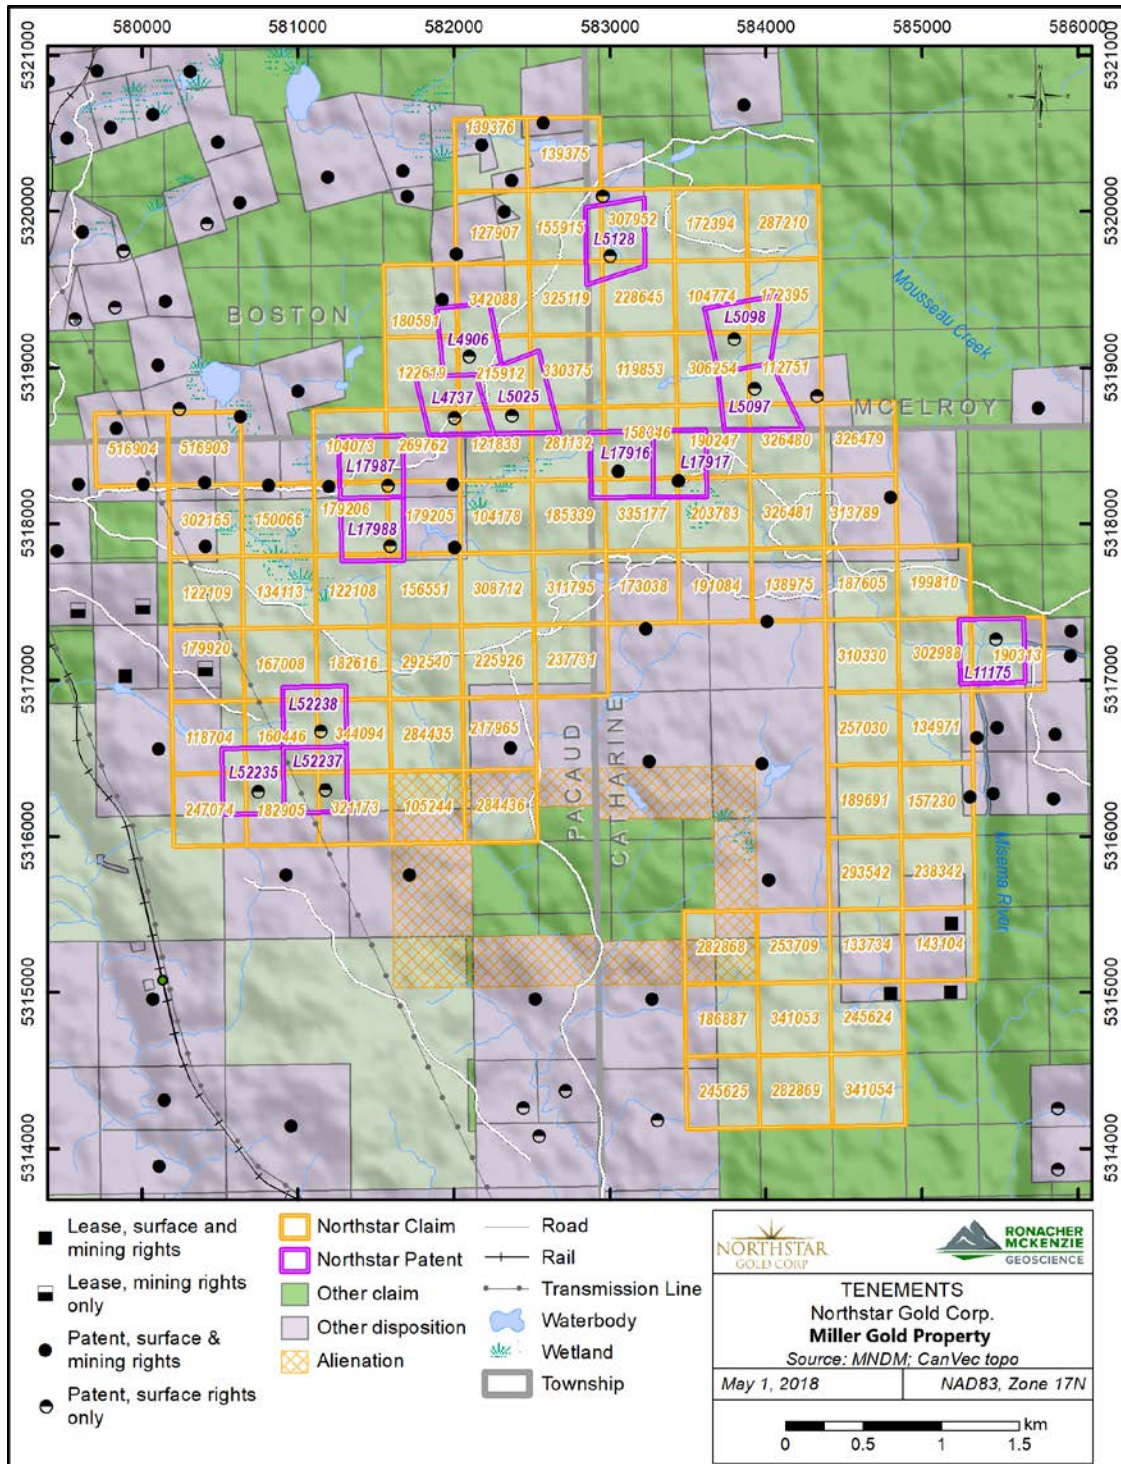 580000 581000 582000 583000 584000 585000 586000
5321000 5321000
139376
139375
5320000 5320000
127907 155915 307952 172394 287210
L5128
Mousseau Creek
BOSTON
180581 342088 325119 228645 104774 172395
L5098
L4906
5319000 5319000
122619 215912 330375 119853 306254 112751
L4737 L5025 L5097
MCELROY
516904 516903 104073 269762 121833 281132 158346 190247 326480 326479
L17987 L17916 L17917
5318000 5318000
302165 150066 179206 179205 104178 185339 335177 203783 326481 313789
L17988
122109 134113 122108 156551 308712 311795 173038 191084 138975 187605 199810
179920 167008 182616 292540 225926 237731 310330 302988 190313
L11175
5317000 5317000
L52238
118704 160446 344094 284435 217965 257030 134971
L52235 L52237
PACAUD
CATHARINE
247074 182905 321173 105244 284436 189691 157230
5316000 5316000
Misema River
293542 238342
282868 253709 133734 143104
5315000 5315000
186887 341053 245624
245625 282869 341054
5314000 5314000
Lease, surface and
mining rights
Lease, mining rights
only
Patent, surface &
mining rights
Patent, surface rights
only
Northstar Claim
Northstar Patent
Other claim
Other disposition
Alienation
Road
Rail
Transmission Line
Waterbody
Wetland
Township
NORTHSTAR
GOLD CORP
RONACHER
MCKENZIE
GEOSCIENCE
TENEMENTS
Northstar Gold Corp.
Miller Gold Property
Source: MNDM; CanVec topo
May 1, 2018 NAD83, Zone 17N
km
0 0.5 1 1.5